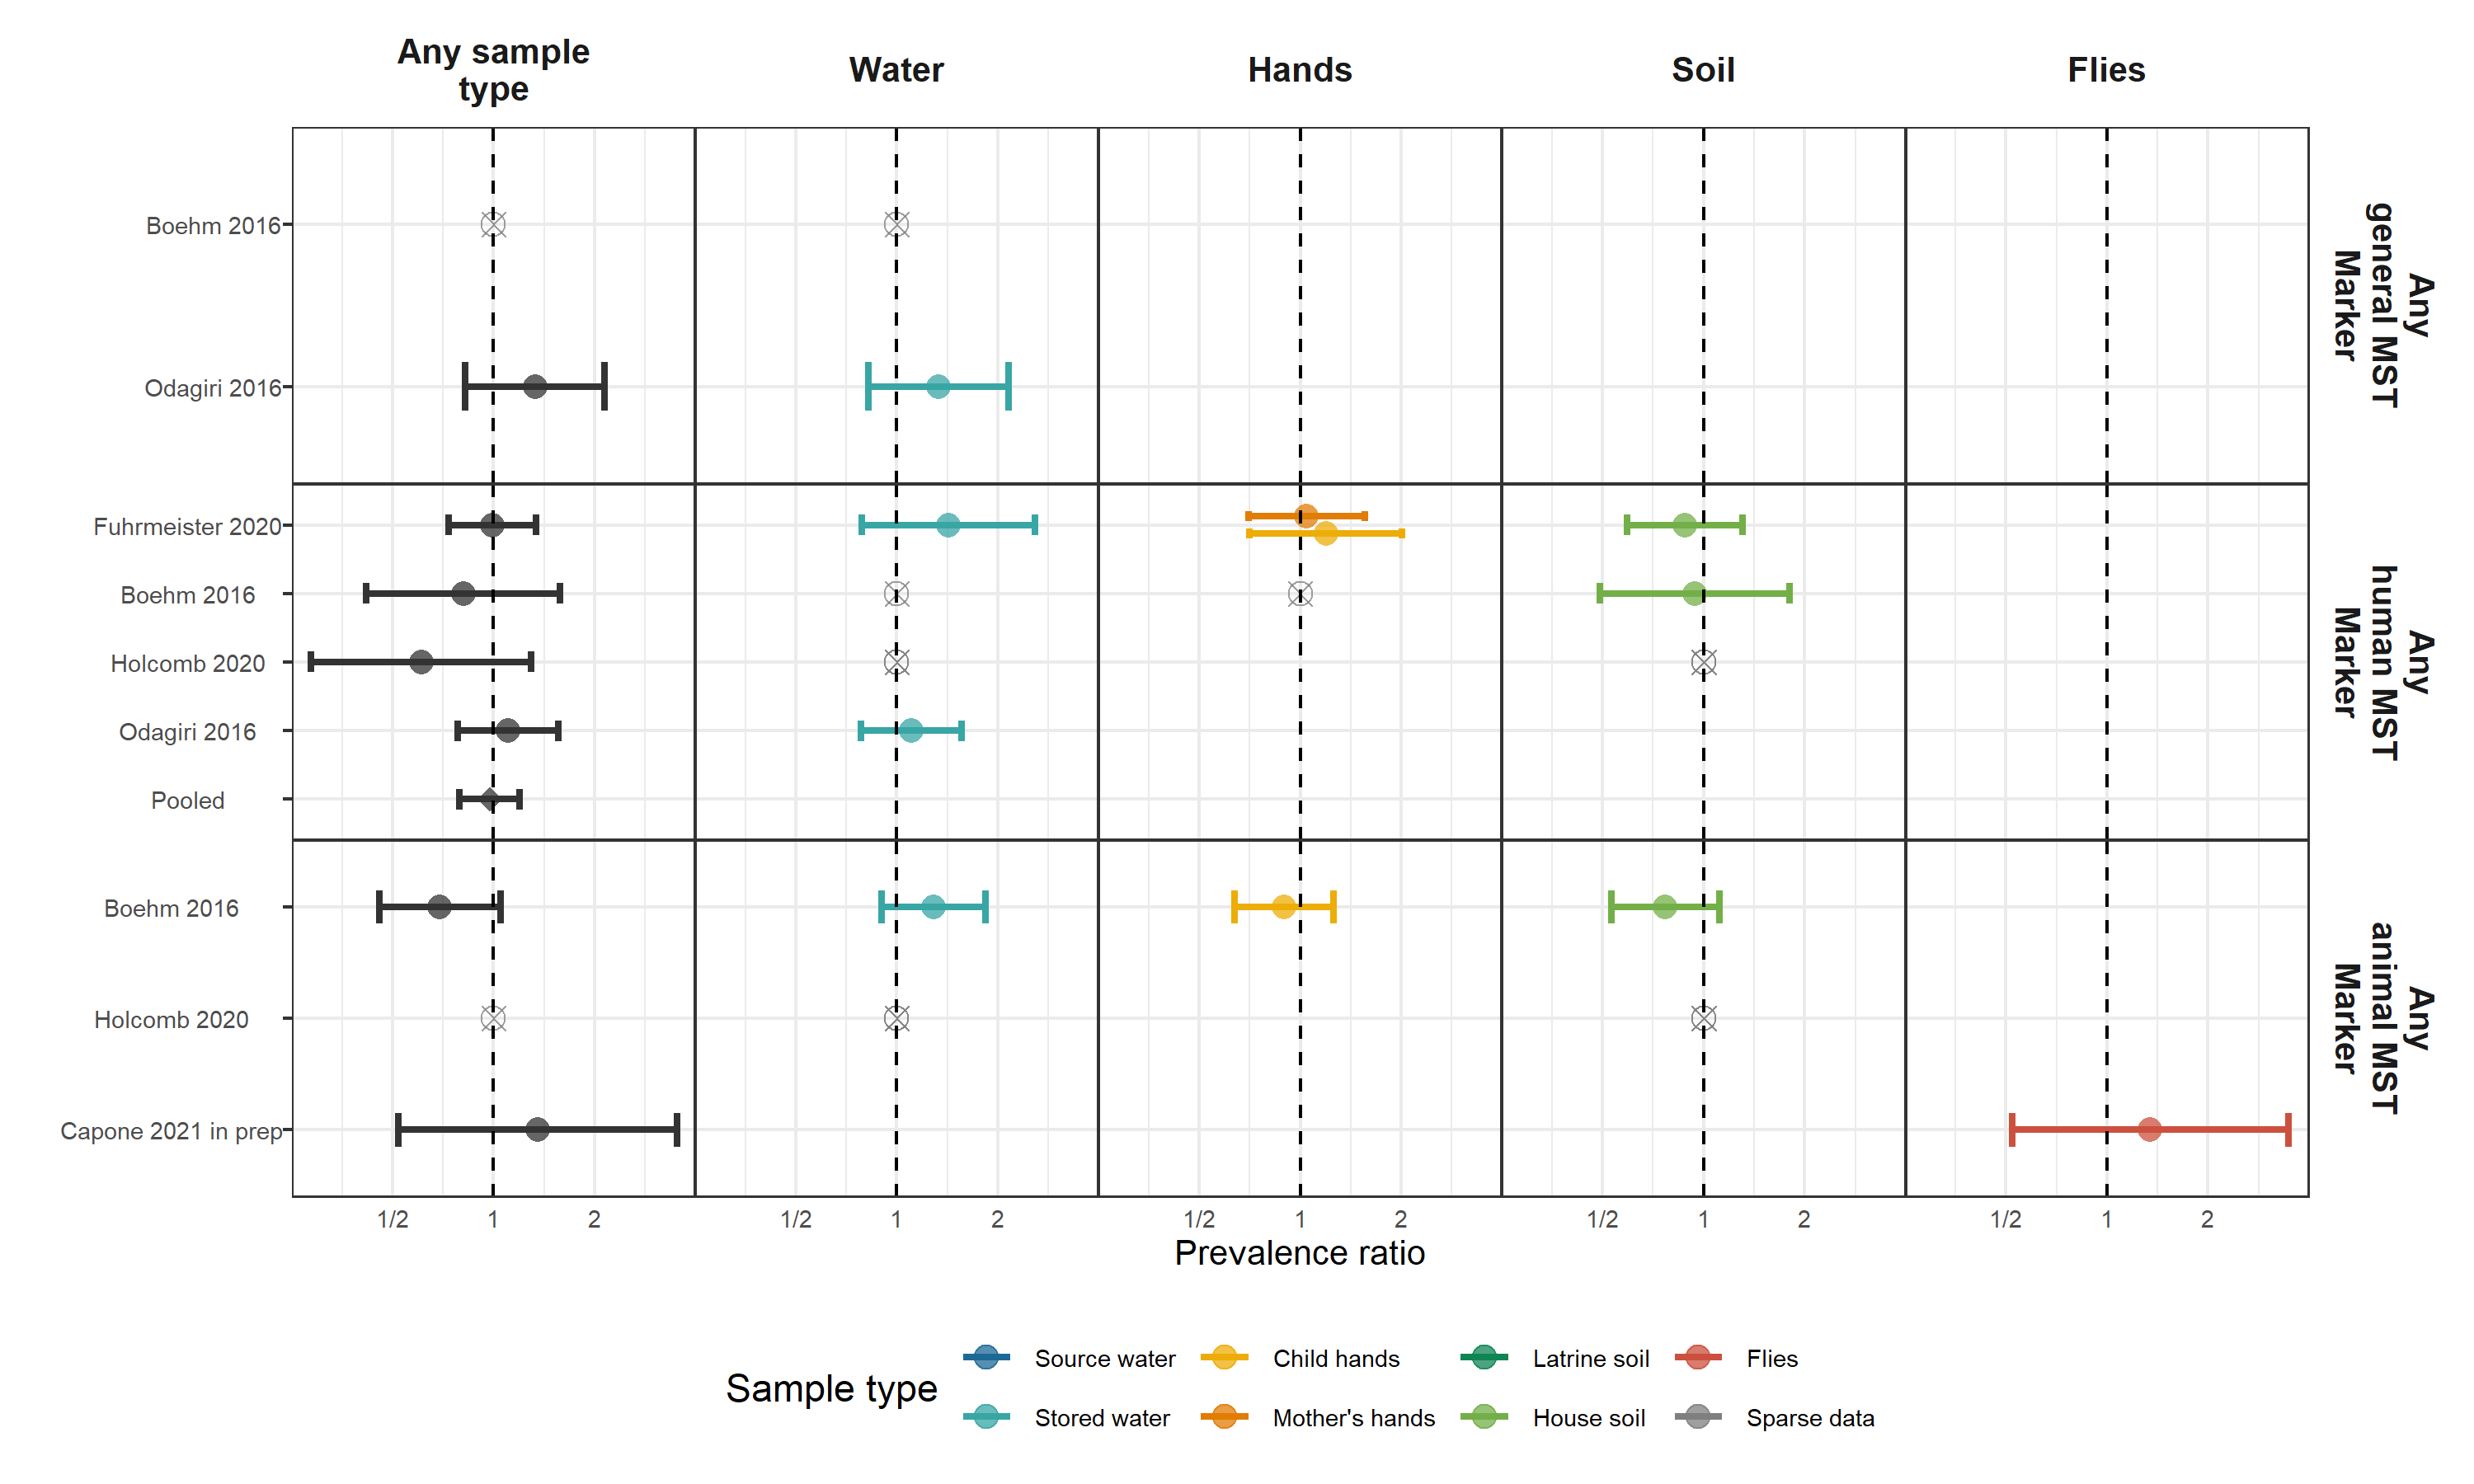 Any sample
type
Water
Hands
Soil
Flies
Boehm 2016
Odagiri 2016
Any
general MST
Marker
Fuhrmeister 2020
Boehm 2016
Holcomb 2020
Odagiri 2016
Pooled
Any
human MST
Marker
Boehm 2016
Holcomb 2020
Capone 2021 in prep
Any
animal MST
Marker
1/2 1 2
1/2 1 2
1/2 1 2
1/2 1 2
1/2 1 2
Prevalence ratio
Sample type
Source water
Child hands
Latrine soil
Flies
Stored water
Mother's hands
House soil
Sparse data